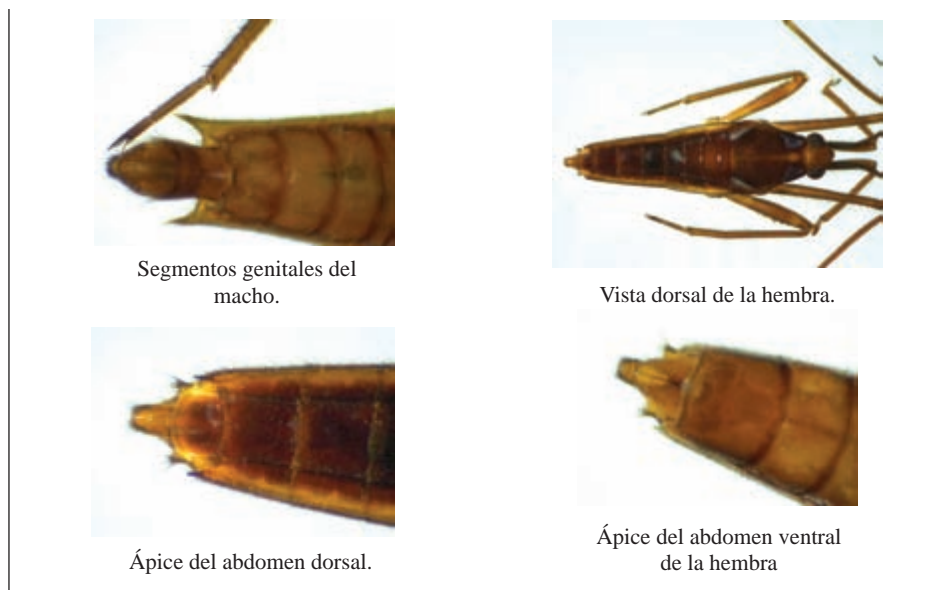 Segmentos genitales del
macho.
Vista dorsal de la hembra.
Ápice del abdomen dorsal.
Ápice del abdomen ventral
de la hembra